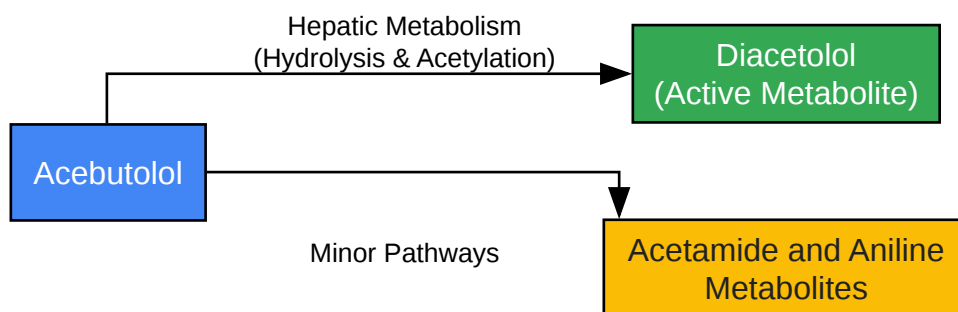 Hepatic Metabolism
(Hydrolysis & Acetylation)
Diacetolol
(Active Metabolite)
Acebutolol
Minor Pathways
Acetamide and Aniline
Metabolites